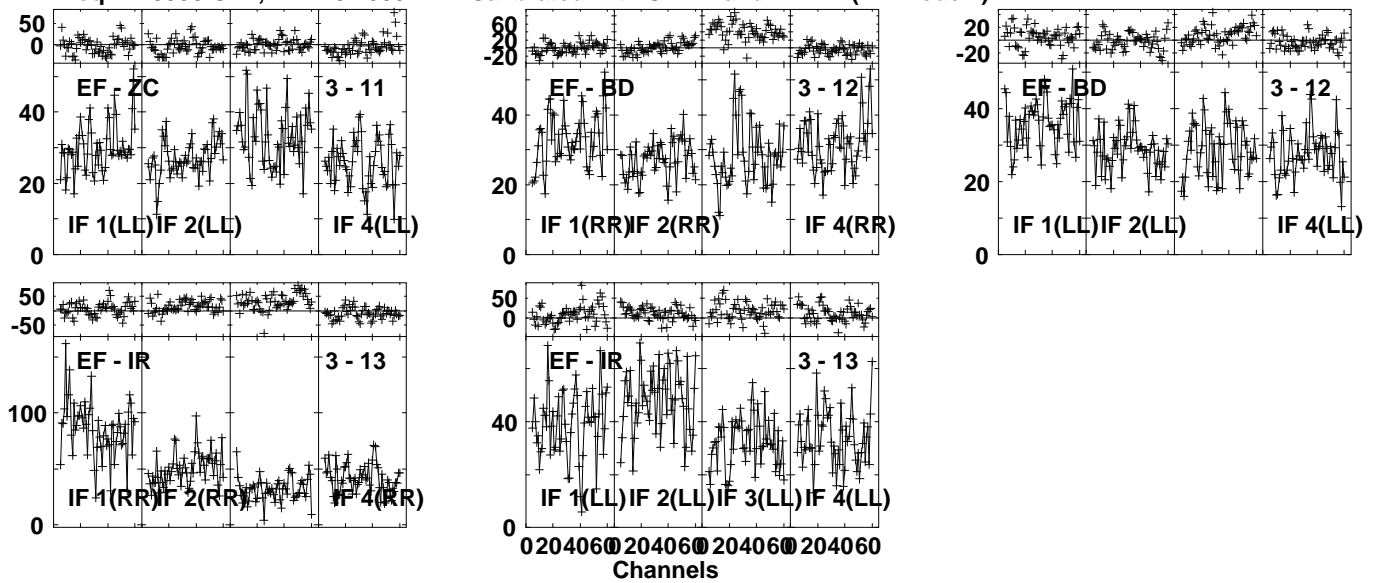 50
0
60
20
-20
20
-20
EF - ZC 3 - 11
EF - BD 3 - 12
EF - BD 3 - 12
40
20
0
40
20
0
60
40
20
0
IF 1(LL) IF 2(LL) IF 4(LL)
IF 1(RR) IF 2(RR) IF 4(RR)
IF 1(LL) IF 2(LL) IF 4(LL)
50
-50
50
0
EF - IR 3 - 13
EF - IR 3 - 13
100
0
40
0
IF 1(RR) IF 2(RR) IF 4(RR)
IF 1(LL) IF 2(LL) IF 3(LL) IF 4(LL)
0 20 40 60 0 20 40 60 0 20 40 60 0 20 40 60
Channels